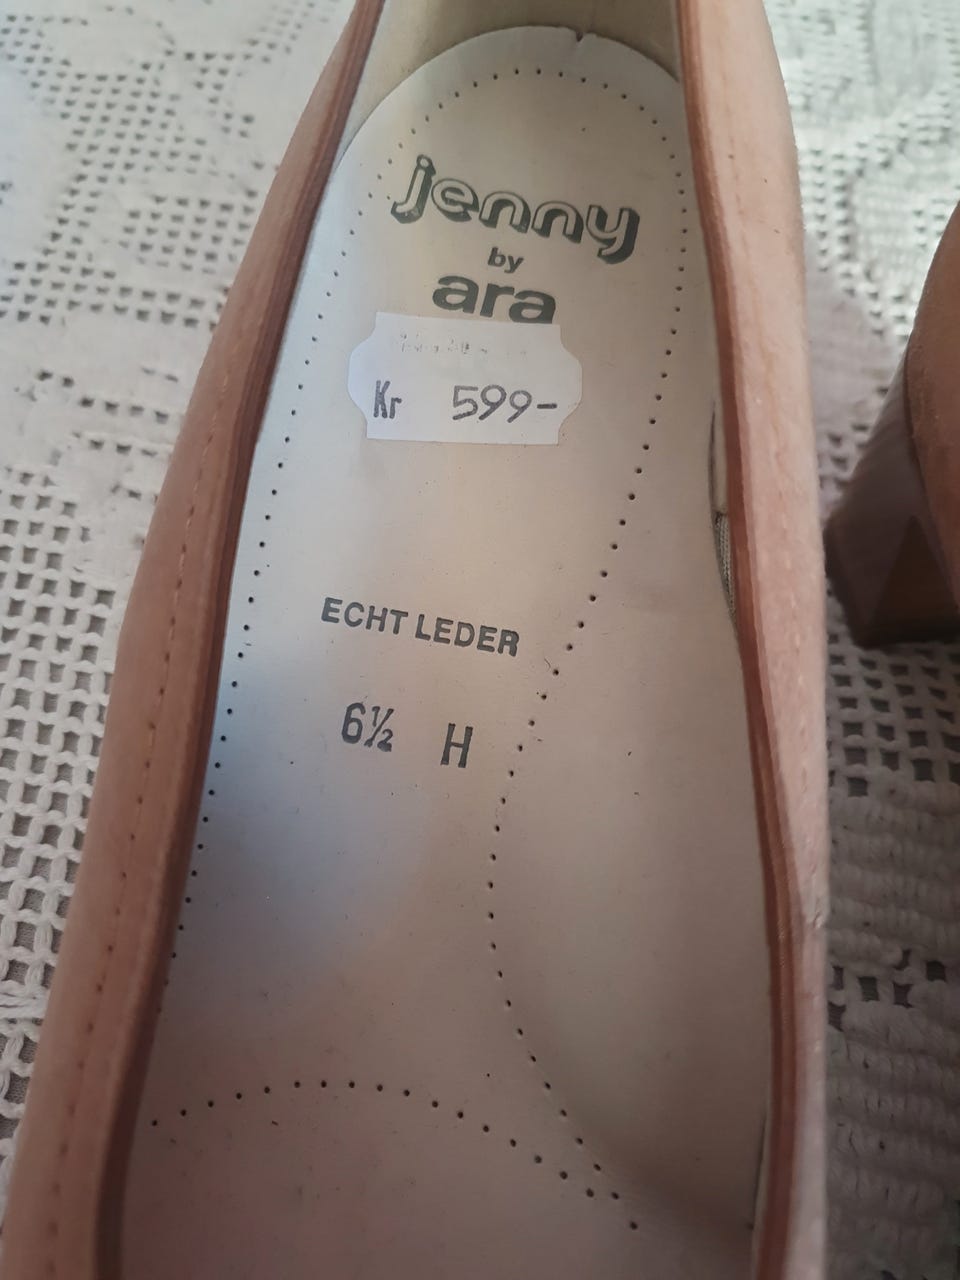 jenny
by
ara
Kr 599-
ECHT LEDER
6½ H